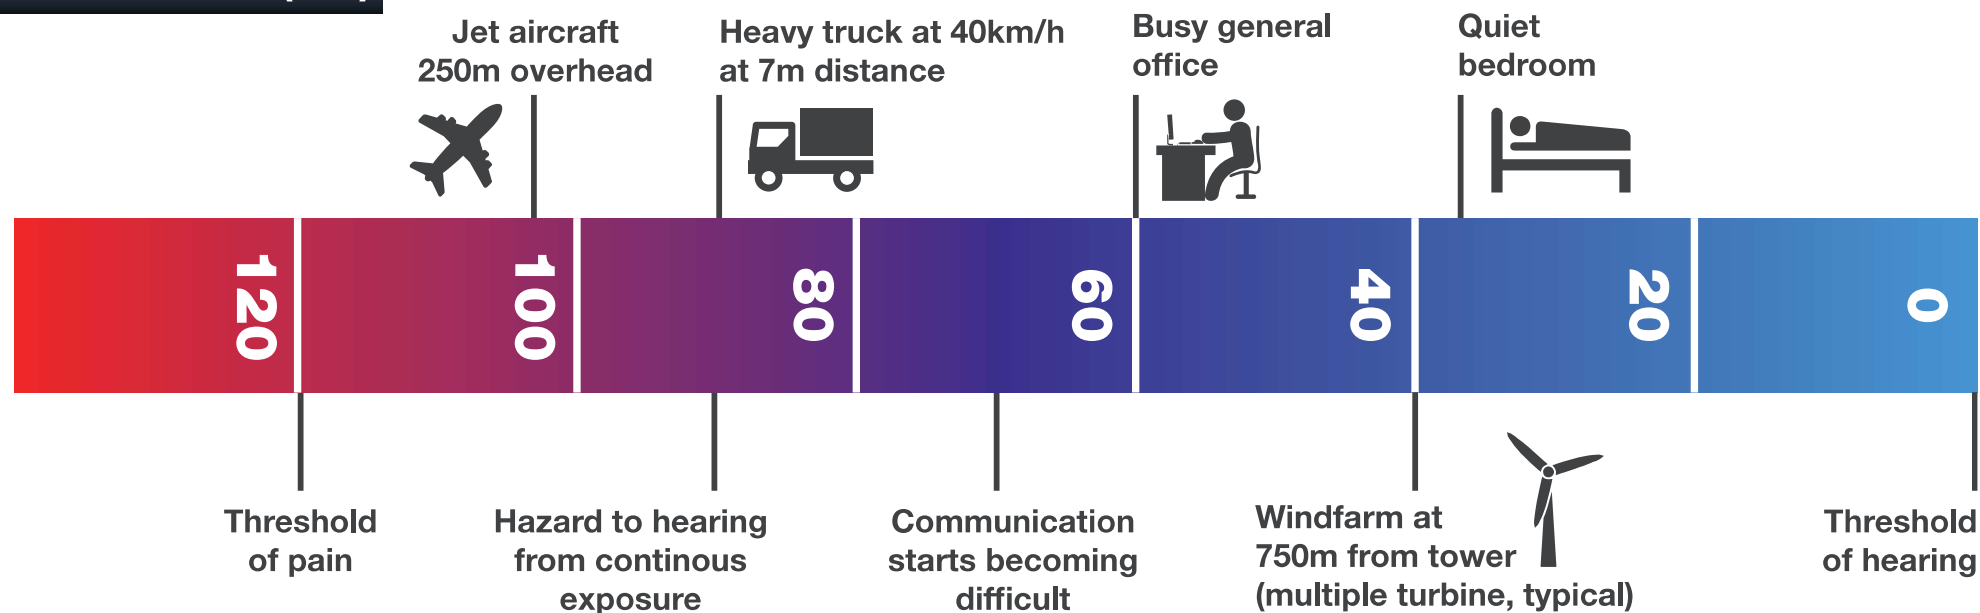 Jet aircraft
250m overhead
Heavy truck at 40km/h
at 7m distance
Busy general
office
Quiet
bedroom
120
100
80
60
40
20
0
Threshold
of pain
Hazard to hearing
from continous
exposure
Communication
starts becoming
difficult
Windfarm at
750m from tower
(multiple turbine, typical)
Threshold
of hearing